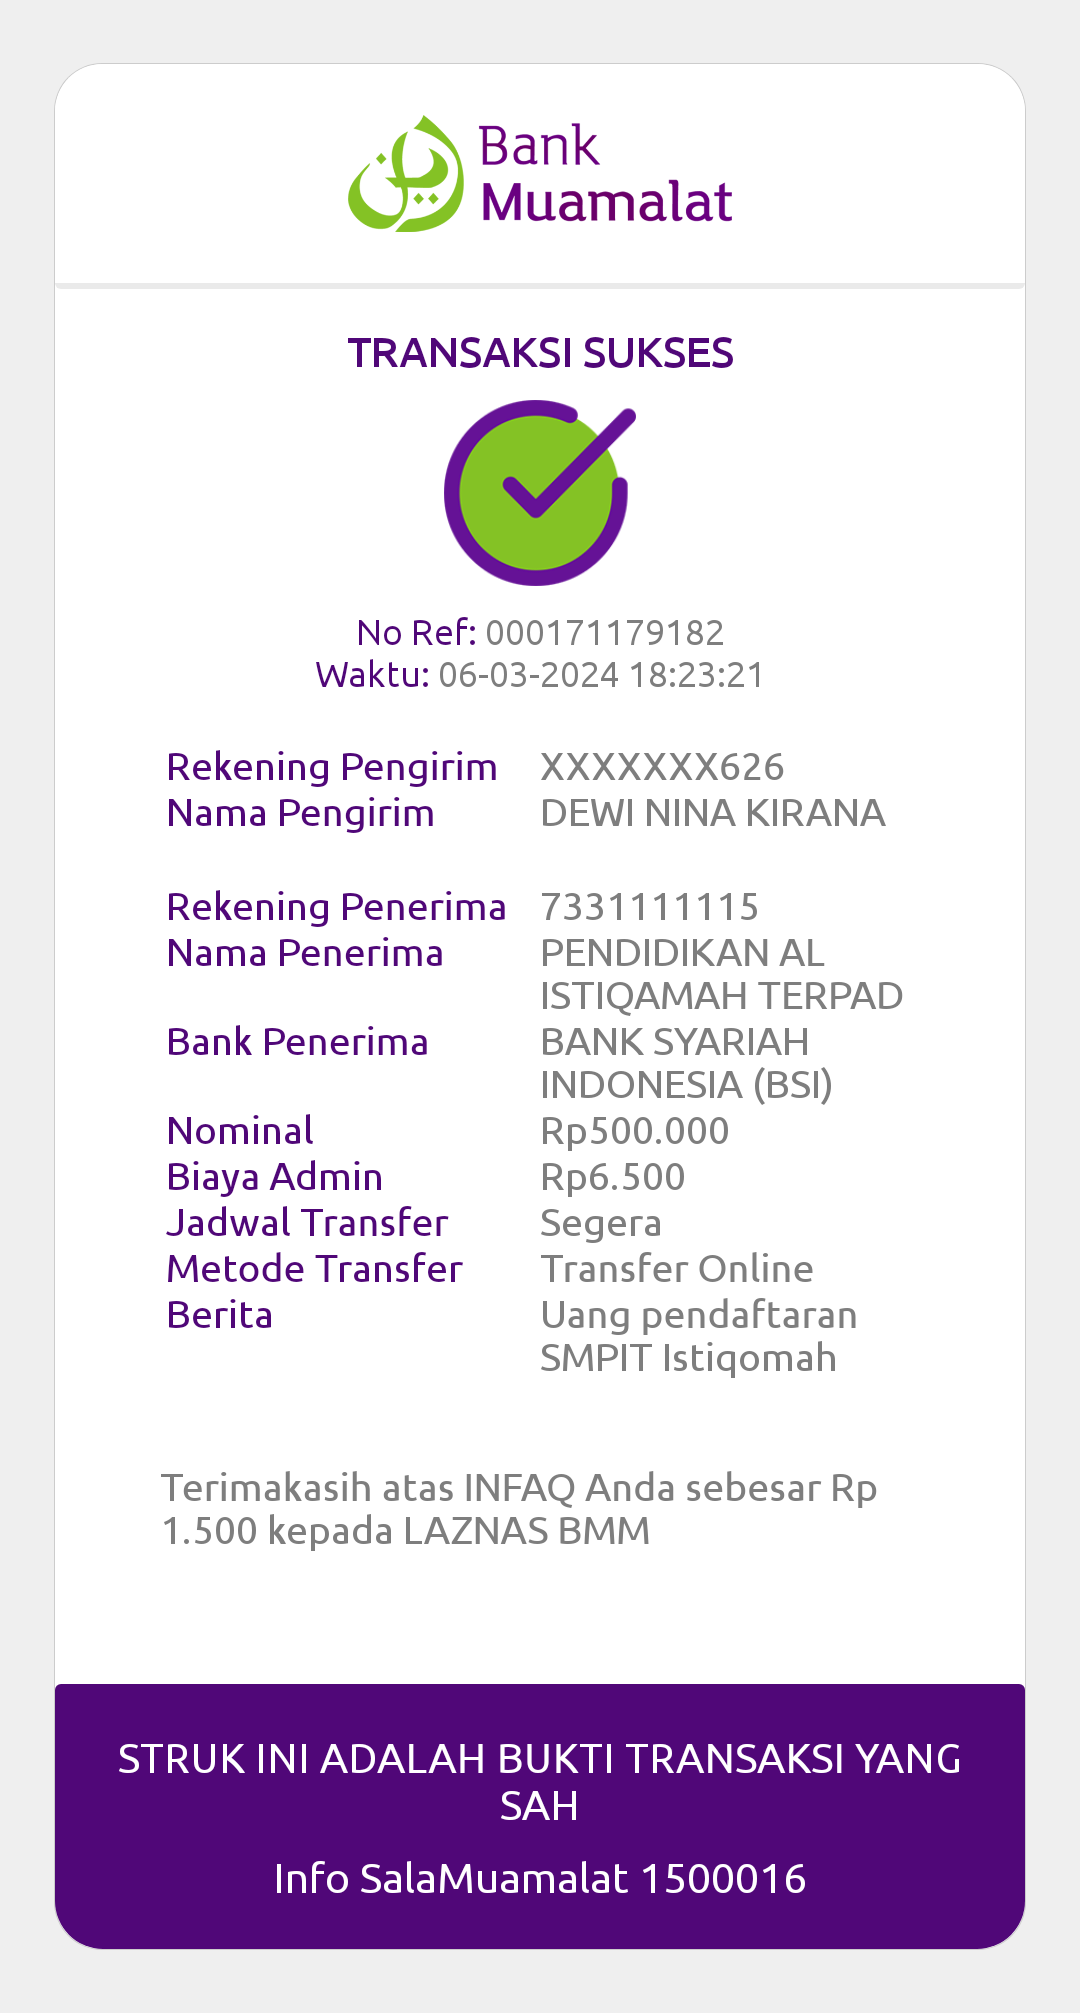 Bank
Muamalat
TRANSAKSI SUKSES
No Ref: 000171179182
Waktu: 06-03-2024 18:23:21
Rekening Pengirim XXXXXXX626
Nama Pengirim DEWI NINA KIRANA
Rekening Penerima 7331111115
Nama Penerima PENDIDIKAN AL
ISTIQAMAH TERPAD
Bank Penerima BANK SYARIAH
INDONESIA (BSI)
Nominal Rp500.000
Biaya Admin Rp6.500
Jadwal Transfer Segera
Metode Transfer Transfer Online
Berita Uang pendaftaran
SMPIT Istiqomah
Terimakasih atas INFAQ Anda sebesar Rp
1.500 kepada LAZNAS BMM
STRUK INI ADALAH BUKTI TRANSAKSI YANG
SAH
Info SalaMuamalat 1500016